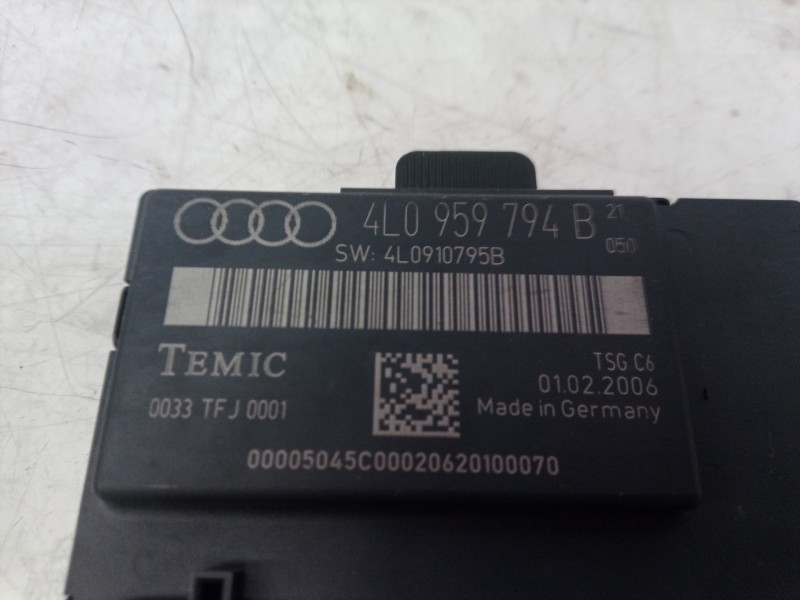 4L0 959 794 B 21
050
SW: 4L0910795B
TEMIC
TSG C6
0033 TFJ 0001
01.02.2006
Made in Germany
00005045C00020620100070